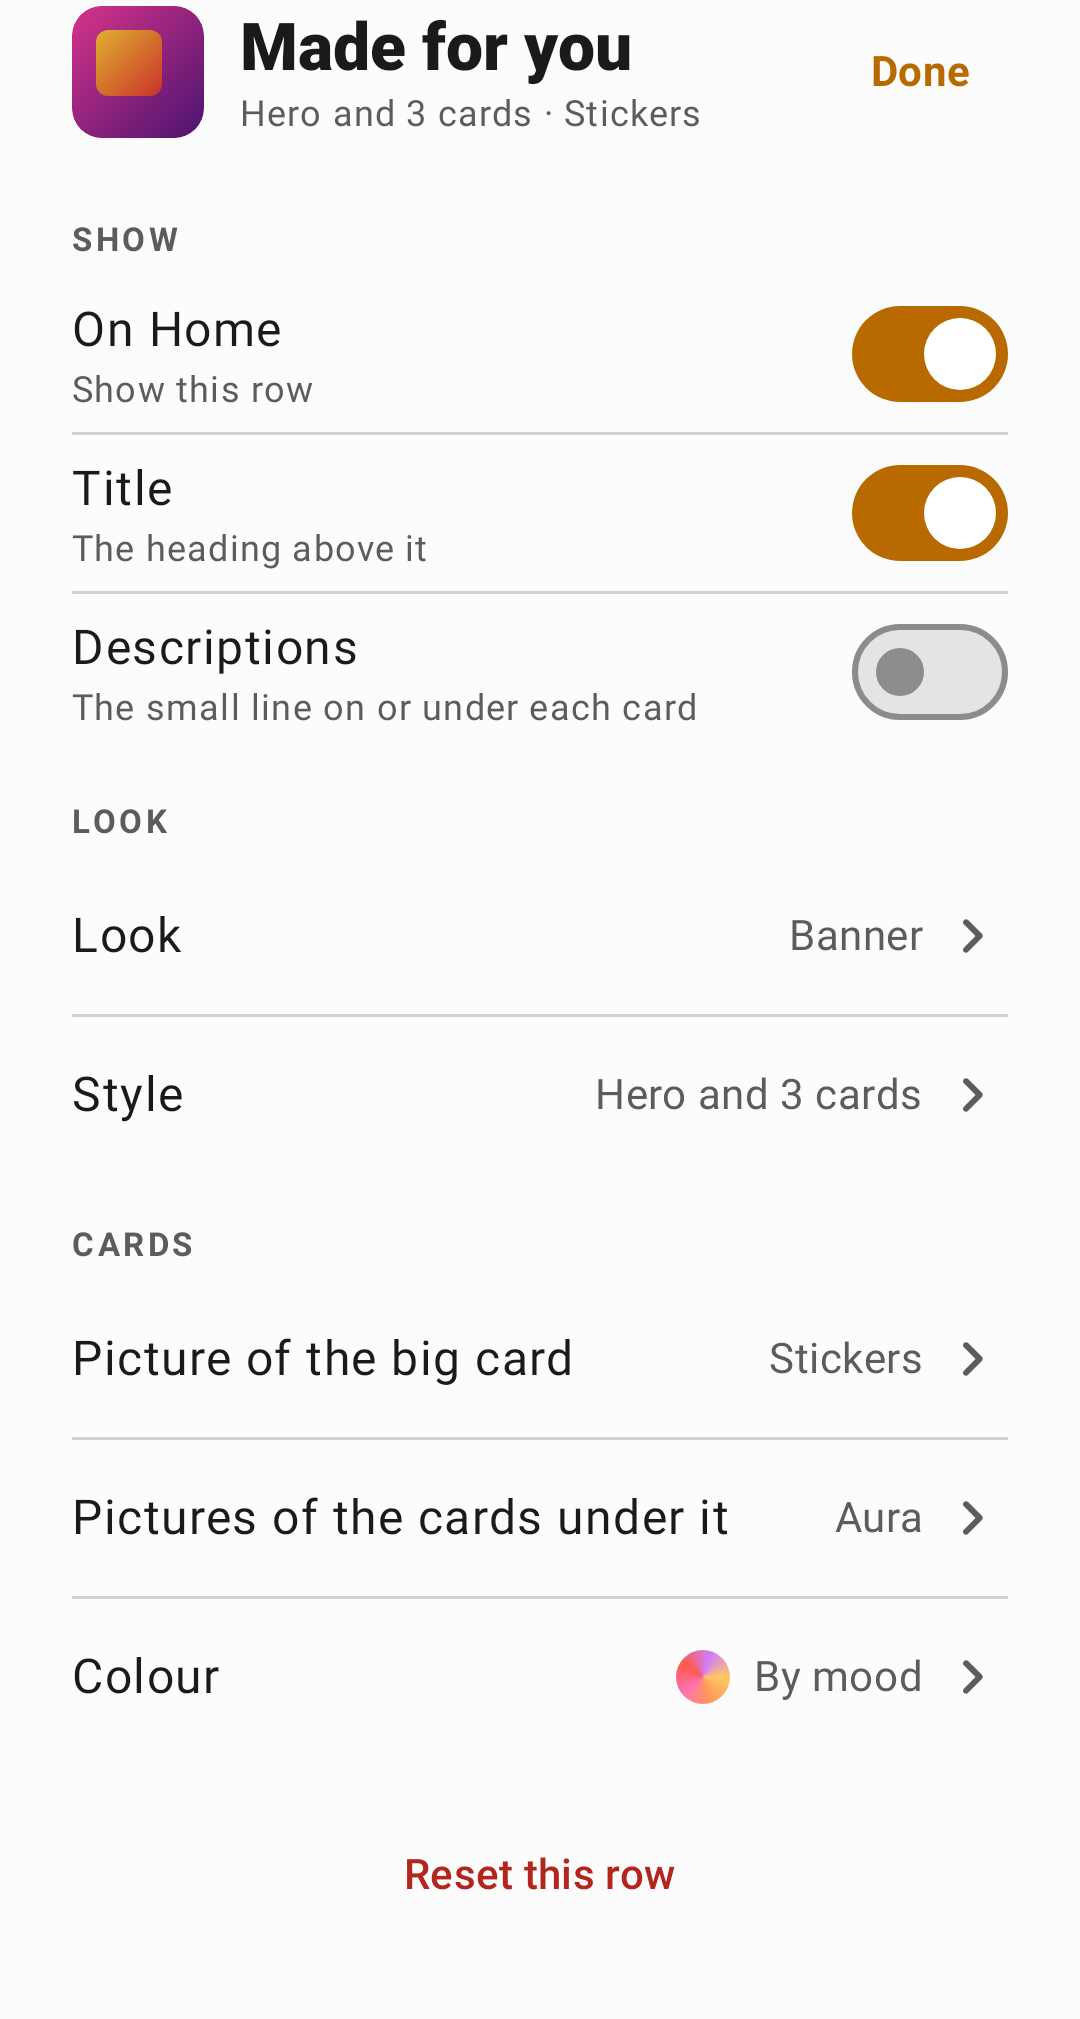 Made for you
Done
Hero and 3 cards · Stickers
SHOW
On Home
Show this row
Title
The heading above it
Descriptions
The small line on or under each card
LOOK
Look
Banner
Style
Hero and 3 cards
CARDS
Picture of the big card
Stickers
Pictures of the cards under it
Aura
Colour
By mood
Reset this row